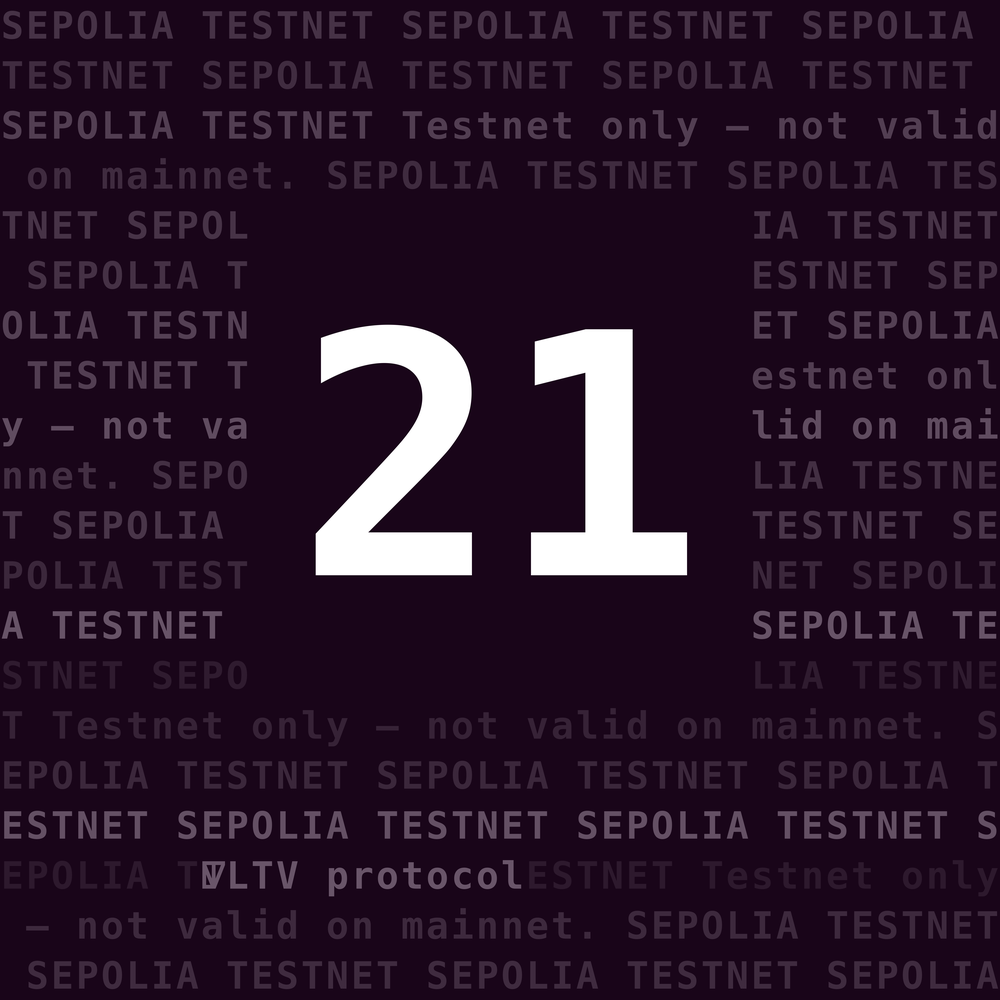 SEPOLIA TESTNET SEPOLIA TESTNET SEPOLIA
TESTNET SEPOLIA TESTNET SEPOLIA TESTNET
SEPOLIA TESTNET Testnet only — not valid
on mainnet. SEPOLIA TESTNET SEPOLIA TES
TNET SEPOL IA TESTNET
SEPOLIA T ESTNET SEP
OLIA TESTN ET SEPOLIA
TESTNET T estnet onl
y — not va lid on mai
nnet. SEPO LIA TESTNE
T SEPOLIA TESTNET SE
POLIA TEST NET SEPOLI
A TESTNET SEPOLIA TE
STNET SEPO LIA TESTNE
21
T Testnet only — not valid on mainnet. S
EPOLIA TESTNET SEPOLIA TESTNET SEPOLIA T
ESTNET SEPOLIA TESTNET SEPOLIA TESTNET S
EPOLIA T VLTV protocol ESTNET Testnet only
— not valid on mainnet. SEPOLIA TESTNET
SEPOLIA TESTNET SEPOLIA TESTNET SEPOLIA